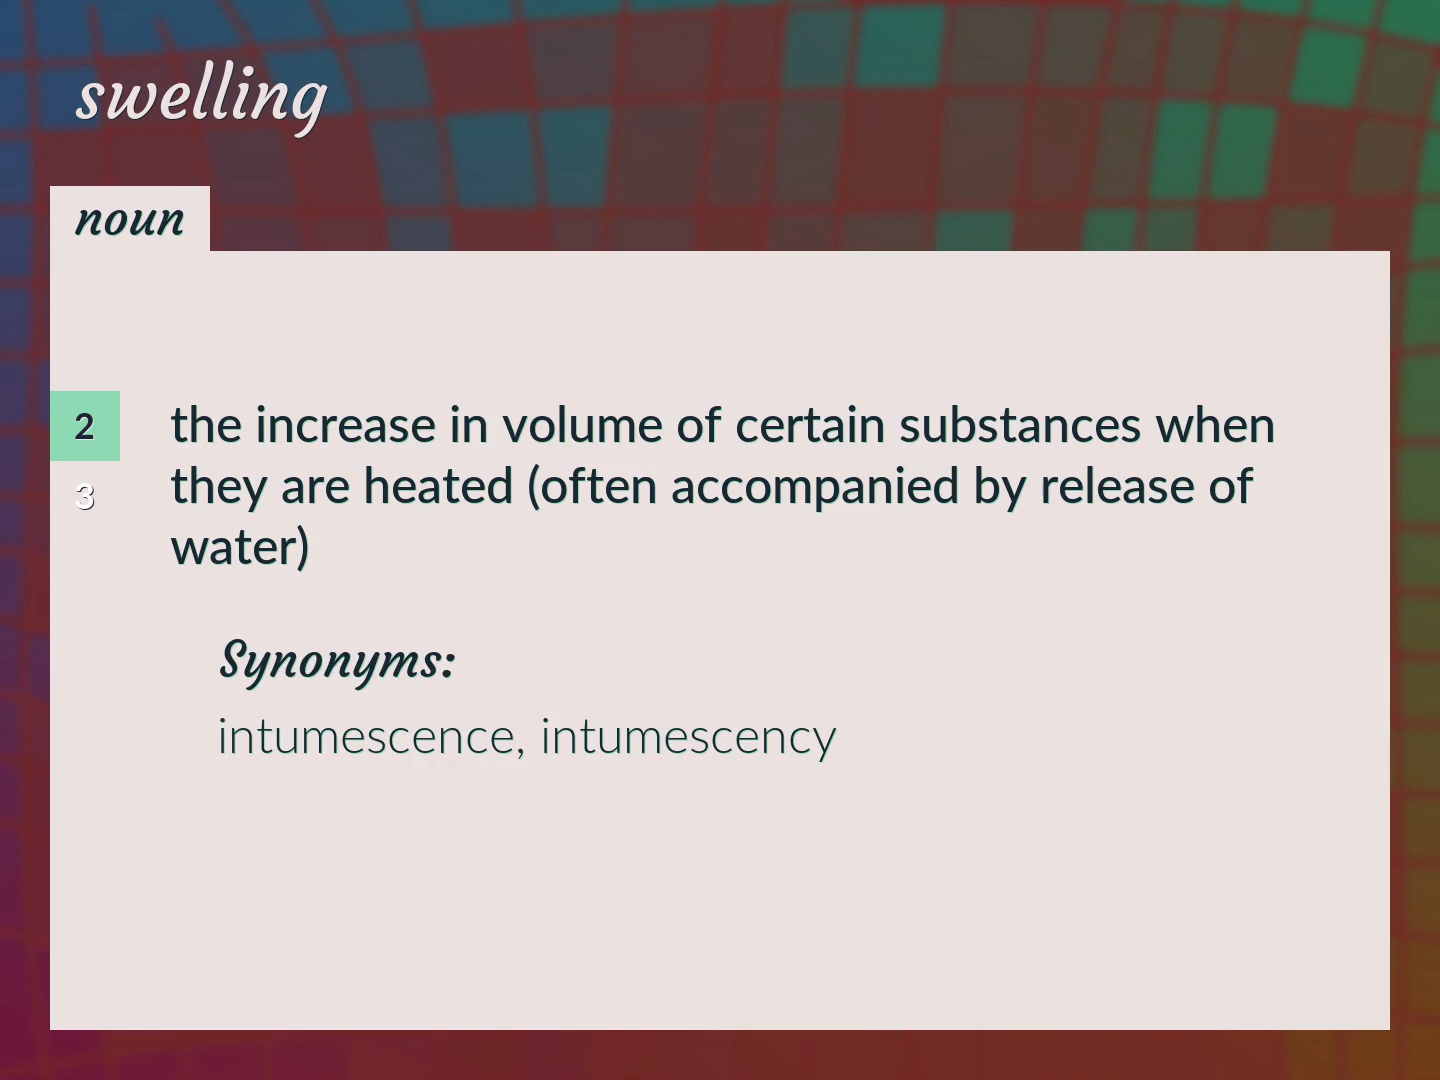 swelling
noun
2
the increase in volume of certain substances when
3
they are heated (often accompanied by release of
water)
Synonyms:
intumescence, intumescency